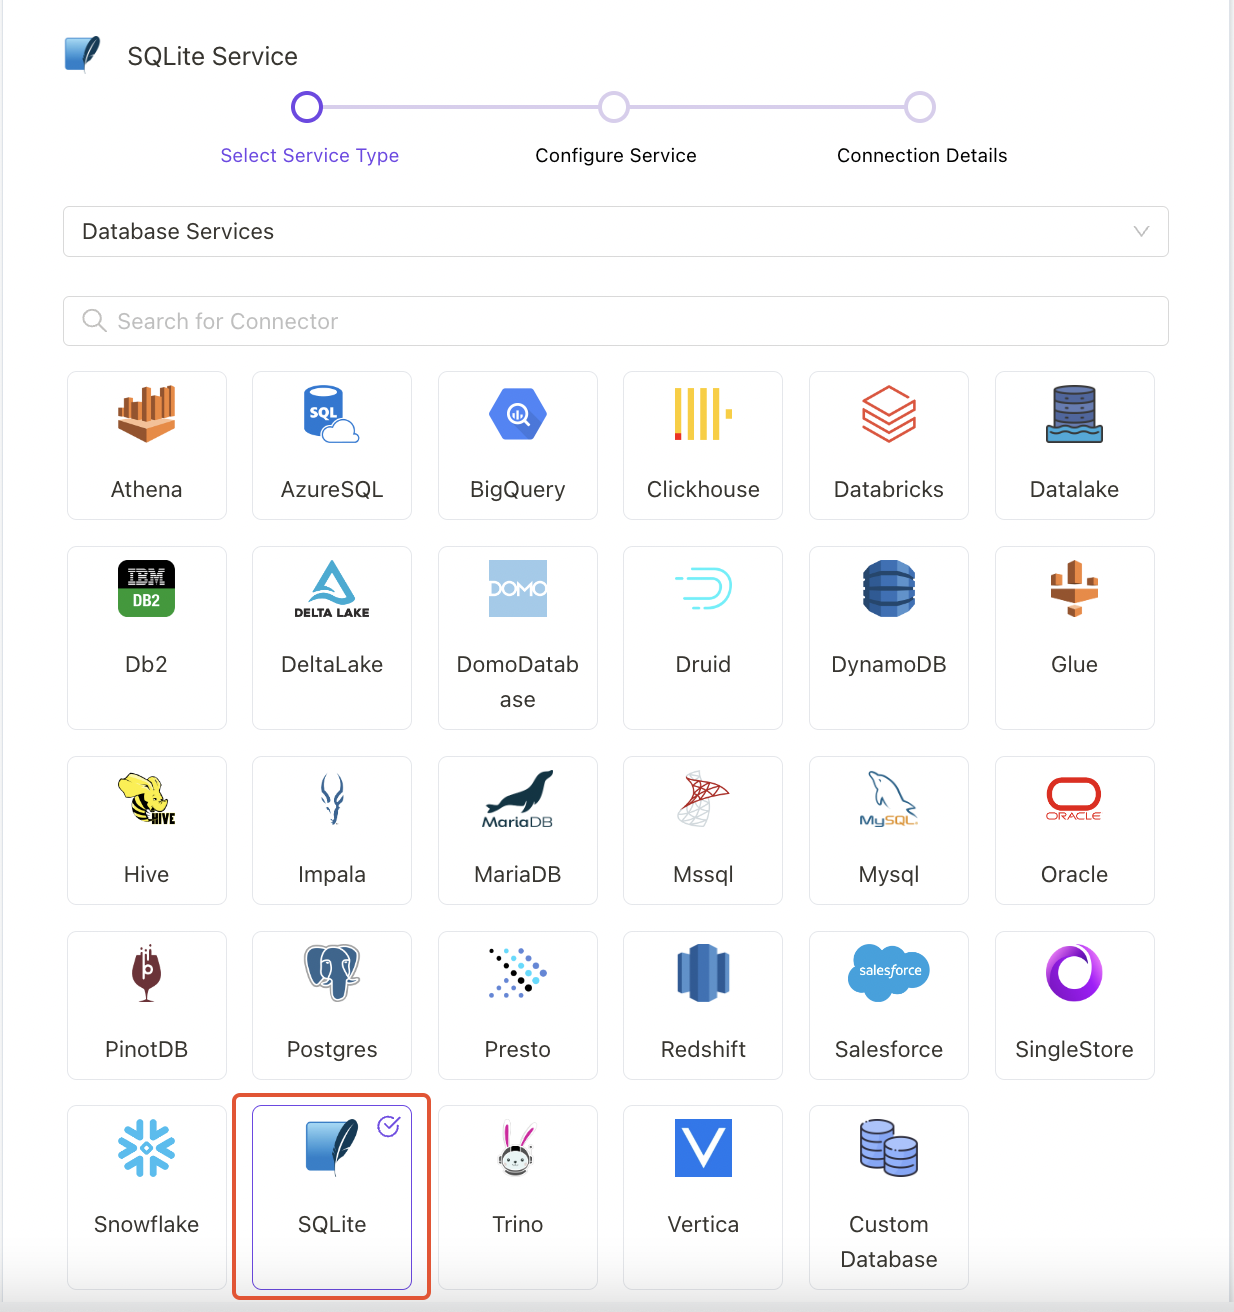 SQLite Service
Select Service Type
Configure Service
Connection Details
Database Services
Search for Connector
SQL
Athena
AzureSQL
BigQuery
Clickhouse
Databricks
Datalake
IBM
DB2
DELTA LAKE
DOMO
Db2
DeltaLake
DomoDatab
ase
Druid
DynamoDB
Glue
HIVE
MariaDB
MySQL
ORACLE
Hive
Impala
MariaDB
Mssql
Mysql
Oracle
p
salesforce
PinotDB
Postgres
Presto
Redshift
Salesforce
SingleStore
V
Snowflake
SQLite
Trino
Vertica
Custom
Database